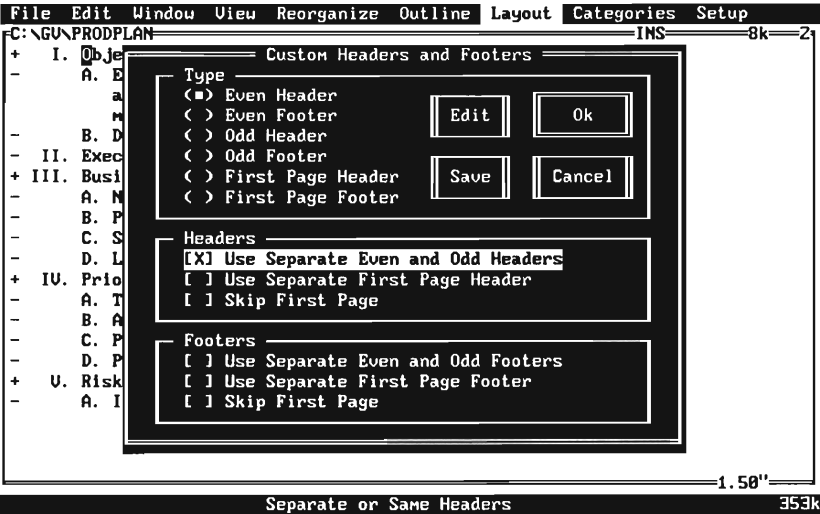 File Edit Window View Reorganize Outline Layout Categories Setup
C:\GV\PRODPLAN INS 8k 2
+ I. Obje
Custom Headers and Footers
- A. E
Type
a
(■) Even Header
m
( ) Even Footer
Edit Ok
- B. D
( ) Odd Header
- II. Exec
( ) Odd Footer
+ III. Busi
( ) First Page Header
Save Cancel
- A. N
( ) First Page Footer
- B. P
- C. S
Headers
- D. L
[X] Use Separate Even and Odd Headers
+ IV. Prio
[ ] Use Separate First Page Header
- A. T
[ ] Skip First Page
- B. A
- C. P
Footers
- D. P
[ ] Use Separate Even and Odd Footers
+ V. Risk
[ ] Use Separate First Page Footer
- A. I
[ ] Skip First Page
1.50"
Separate or Same Headers 353k